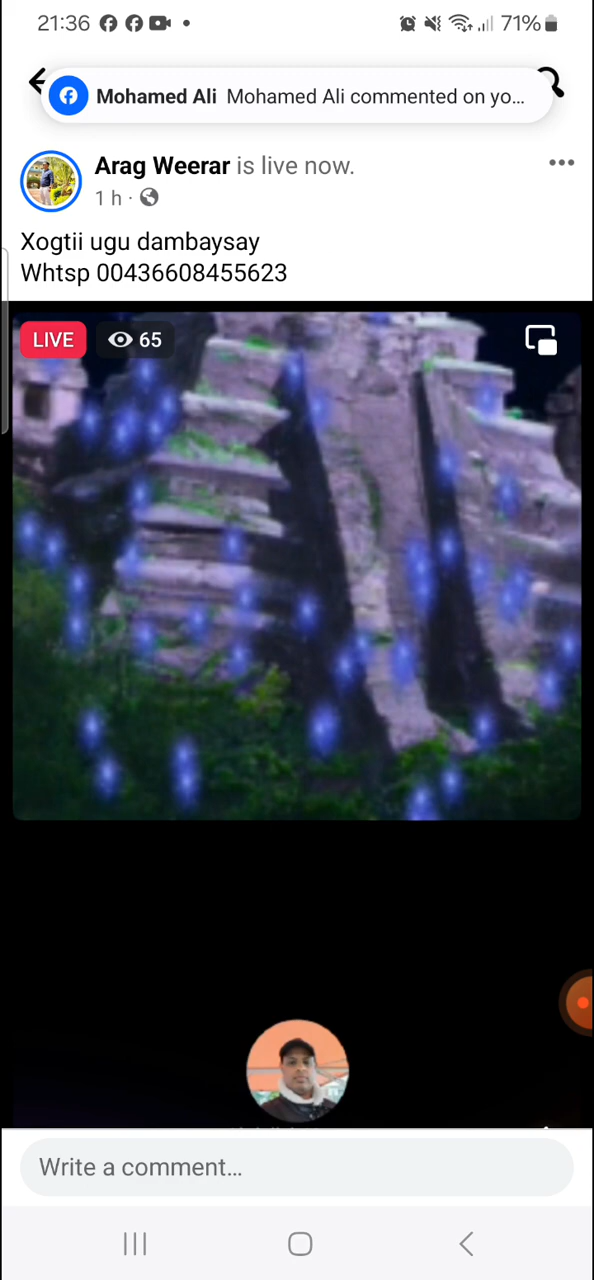 21:36
71%
Mohamed Ali Mohamed Ali commented on yo...
Arag Weerar is live now.
1 h ·
Xogtii ugu dambaysay
Whtsp 00436608455623
LIVE 65
Write a comment...